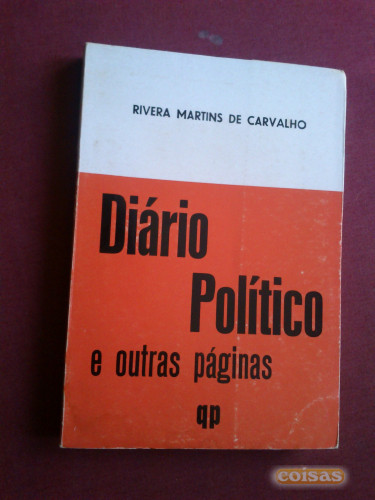 RIVERA MARTINS DE CARVALHO
Diário
Político
e outras páginas
qp
coisas